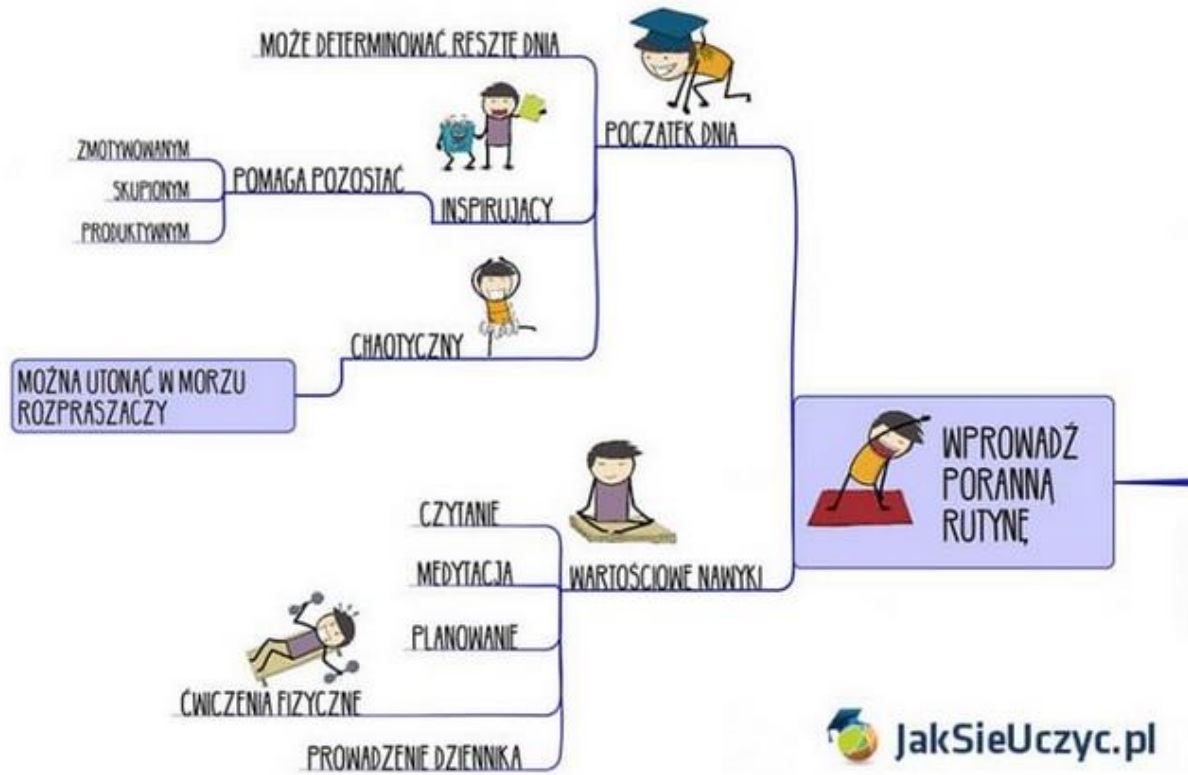 MOŻE DETERMINOWAĆ RESZTĘ DNIA
POCZĄTEK DNIA
ZMOTYWOWANYM
SKUPIONYM
PRODUKTYWNYM
POMAGA POZOSTAĆ
INSPIRUJĄCY
CHAOTYCZNY
MOŻNA UTONĄĆ W MORZU
ROZPRASZACZY
WPROWADŹ
PORANNĄ
RUTYNĘ
CZYTANIE
MEDYTACJA
WARTOŚCIOWE NAWYKI
PLANOWANIE
ĆWICZENIA FIZYCZNE
PROWADZENIE DZIENNIKA
JakSieUczyc.pl